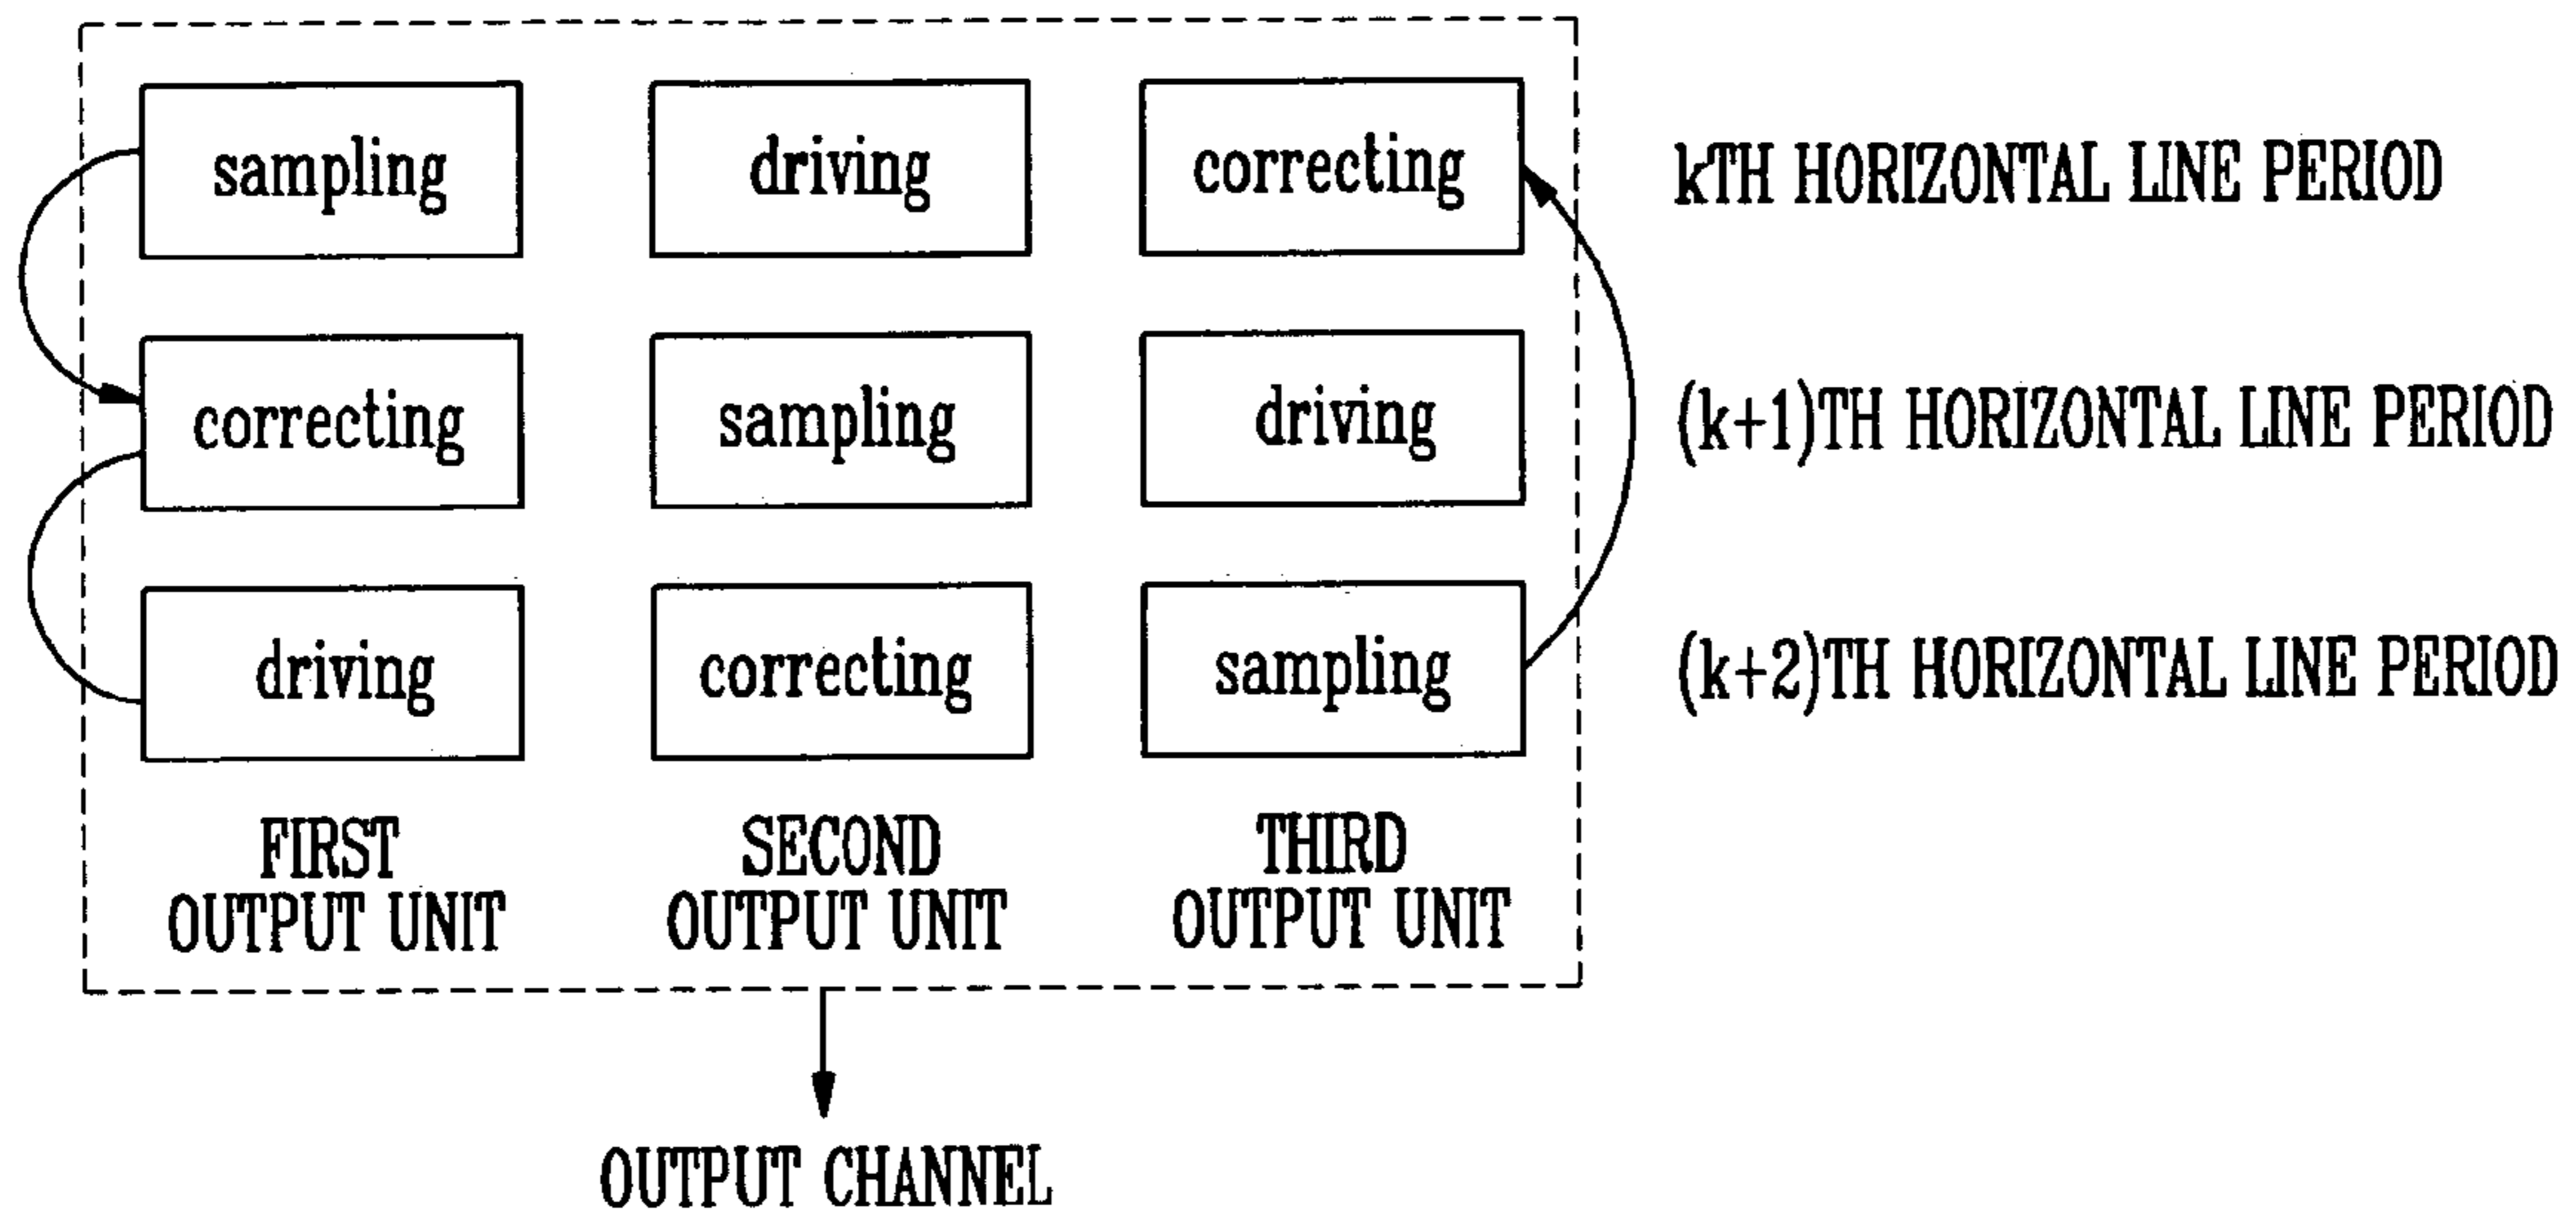 sampling driving correcting kTH HORIZONTAL LINE PERIOD
correcting sampling driving (k+1)TH HORIZONTAL LINE PERIOD
driving correcting sampling (k+2)TH HORIZONTAL LINE PERIOD
FIRST OUTPUT UNIT
SECOND OUTPUT UNIT
THIRD OUTPUT UNIT
OUTPUT CHANNEL